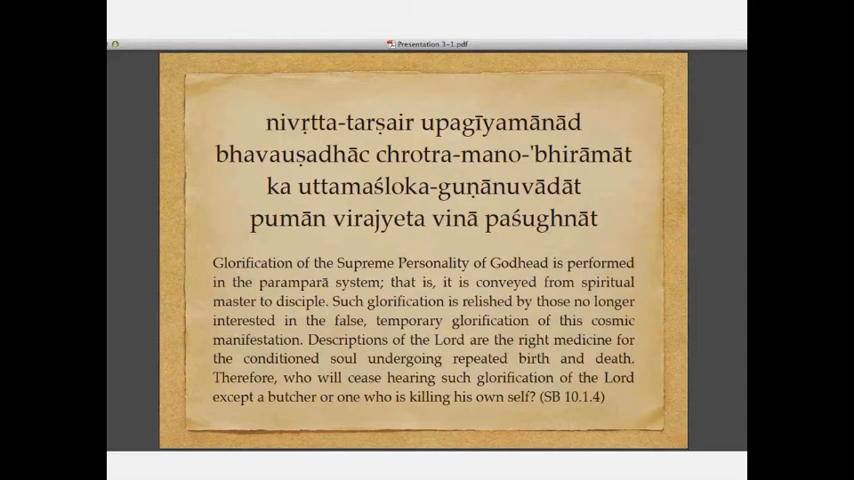 Presentation 3-1.pdf
nivṛtta-tarṣair upagīyamānād
bhavauṣadhāc chrotra-mano-'bhirāmāt
ka uttamaśloka-guṇānuvādāt
pumān virajyeta vinā paśughnāt
Glorification of the Supreme Personality of Godhead is performed
in the paramparā system; that is, it is conveyed from spiritual
master to disciple. Such glorification is relished by those no longer
interested in the false, temporary glorification of this cosmic
manifestation. Descriptions of the Lord are the right medicine for
the conditioned soul undergoing repeated birth and death.
Therefore, who will cease hearing such glorification of the Lord
except a butcher or one who is killing his own self? (SB 10.1.4)